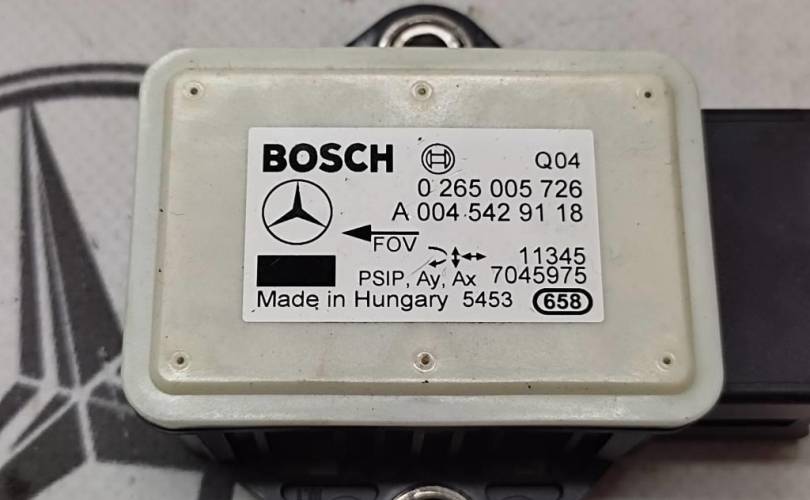 BOSCH Q04
0 265 005 726
A 004 542 91 18
FOV
11345
PSIP, Ay, Ax 7045975
Made in Hungary 5453 658